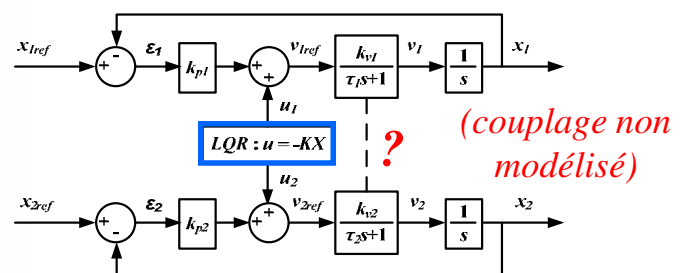 x1ref - + ε1 kp1 + + v1ref kv1 τ1s+1 v1 1 s x1
u1
LQR : u = -KX ? (couplage non modélisé)
u2
x2ref + - ε2 kp2 + + v2ref kv2 τ2s+1 v2 1 s x2